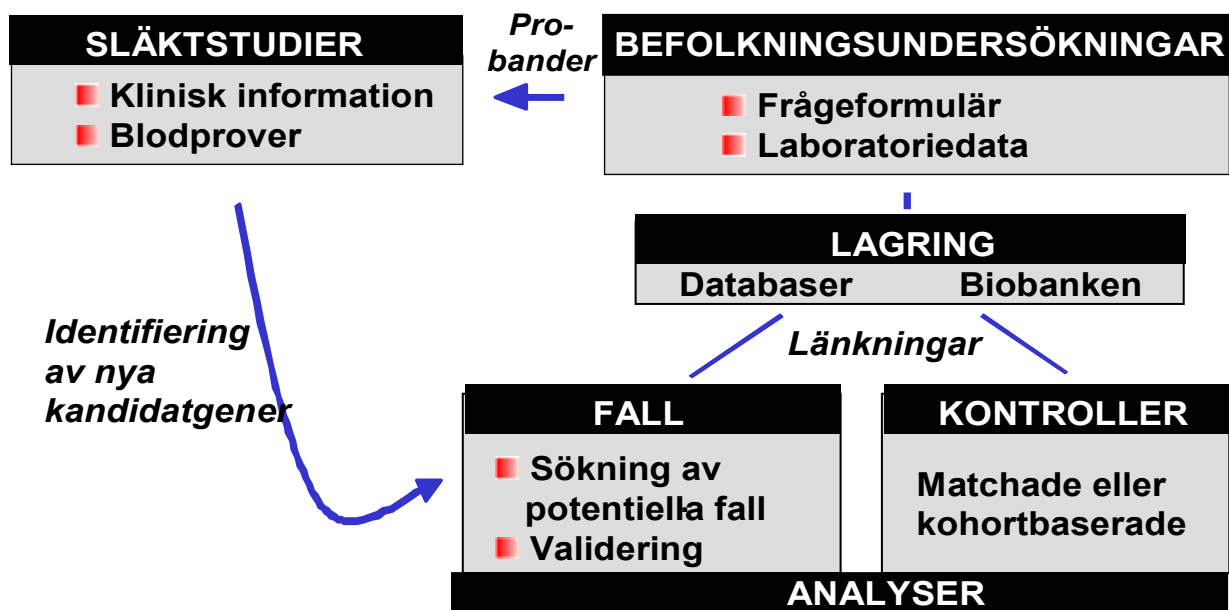 SLÄKTSTUDIER
Klinisk information
Blodprover
Pro-
bander
BEFOLKNINGSUNDERSÖKNINGAR
Frågeformulär
Laboratoriedata
LAGRING
Databaser Biobanken
Länkningar
Identifiering
av nya
kandidatgener
FALL
Sökning av
potentiella fall
Validering
KONTROLLER
Matchade eller
kohortbaserade
ANALYSER